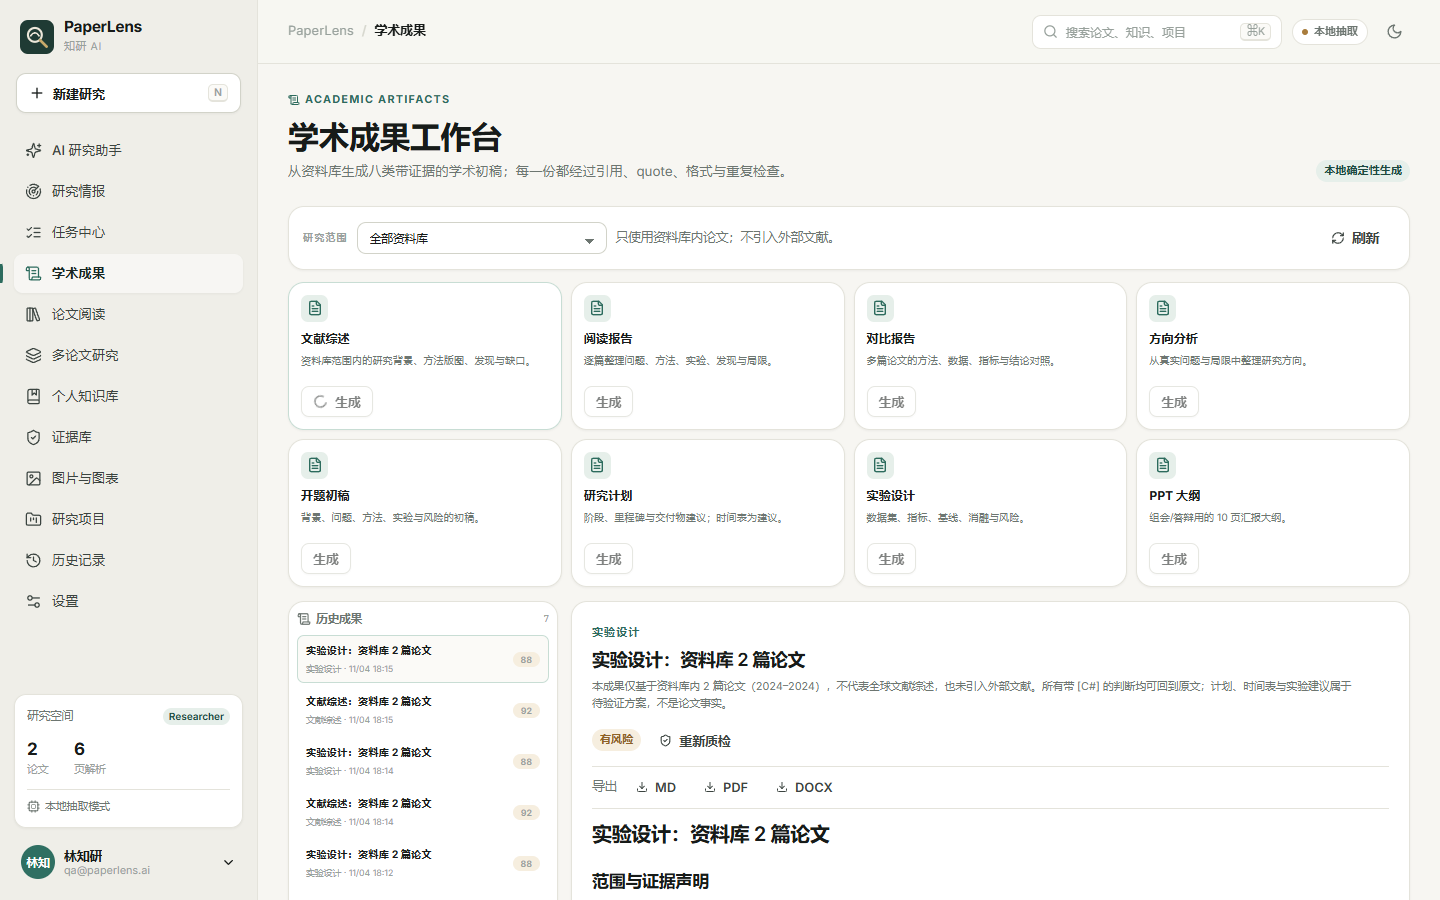 PaperLens
知研 AI
新建研究
N
AI 研究助手
研究情报
任务中心
学术成果
论文阅读
多论文研究
个人知识库
证据库
图片与图表
研究项目
历史记录
设置
研究空间
Researcher
2
6
论文
页解析
本地抽取模式
林知
林知研
qa@paperlens.ai
PaperLens / 学术成果
搜索论文、知识、项目
⌘K
本地抽取
ACADEMIC ARTIFACTS
学术成果工作台
从资料库生成八类带证据的学术初稿；每一份都经过引用、quote、格式与重复检查。
本地确定性生成
研究范围
全部资料库
只使用资料库内论文；不引入外部文献。
刷新
文献综述
资料库范围内的研究背景、方法版图、发现与缺口。
生成
阅读报告
逐篇整理问题、方法、实验、发现与局限。
生成
对比报告
多篇论文的方法、数据、指标与结论对照。
生成
方向分析
从真实问题与局限中整理研究方向。
生成
开题初稿
背景、问题、方法、实验与风险的初稿。
生成
研究计划
阶段、里程碑与交付物建议；时间表为建议。
生成
实验设计
数据集、指标、基线、消融与风险。
生成
PPT 大纲
组会/答辩用的 10 页汇报大纲。
生成
历史成果
7
实验设计：资料库 2 篇论文
实验设计 · 11/04 18:15
88
文献综述：资料库 2 篇论文
文献综述 · 11/04 18:15
92
实验设计：资料库 2 篇论文
实验设计 · 11/04 18:14
88
文献综述：资料库 2 篇论文
文献综述 · 11/04 18:14
92
实验设计：资料库 2 篇论文
实验设计 · 11/04 18:12
88
实验设计
实验设计：资料库 2 篇论文
本成果仅基于资料库内 2 篇论文（2024–2024），不代表全球文献综述，也未引入外部文献。所有带 [C#] 的判断均可回到原文；计划、时间表与实验建议属于
待验证方案，不是论文事实。
有风险
重新质检
导出
MD
PDF
DOCX
实验设计：资料库 2 篇论文
范围与证据声明